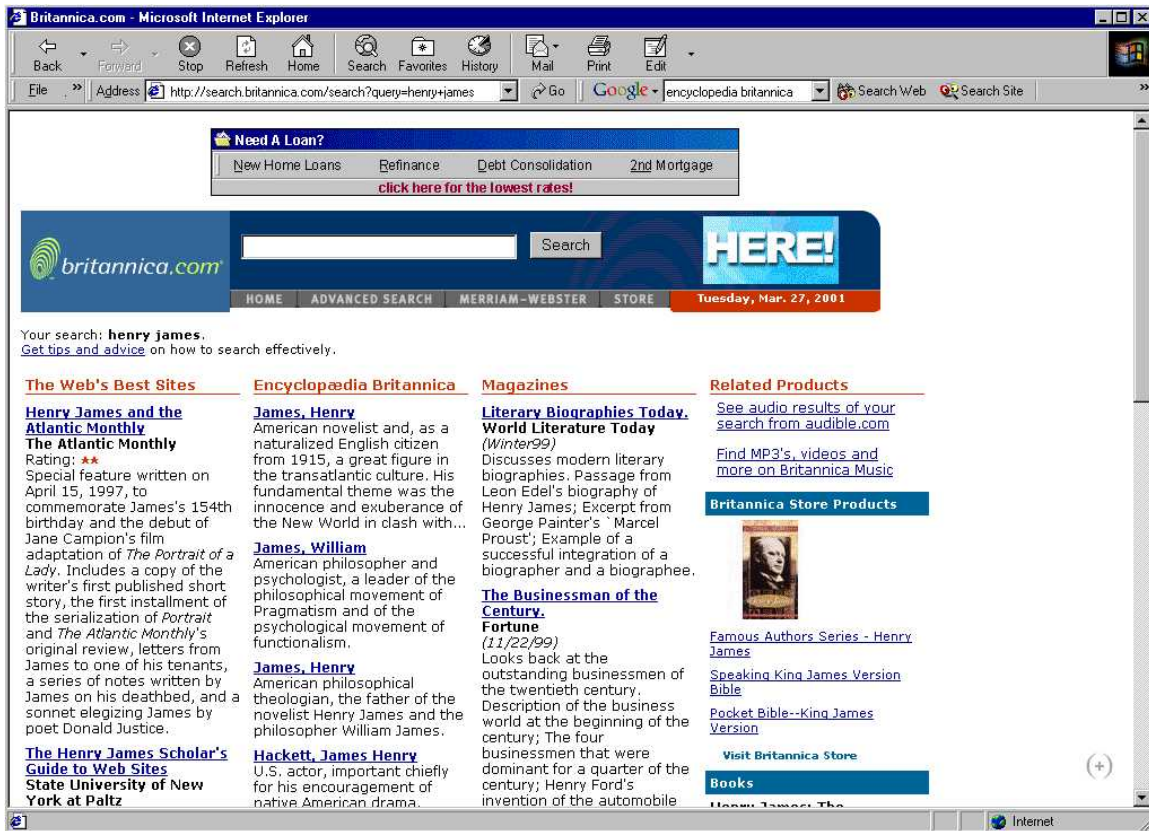 Britannica.com - Microsoft Internet Explorer
Back
Forward
Stop
Refresh
Home
Search
Favorites
History
Mail
Print
Edit
File
Address
http://search.britannica.com/search?query=henry+james
Go
Google
encyclopedia britannica
Search Web
Search Site
Need A Loan?
New Home Loans
Refinance
Debt Consolidation
2nd Mortgage
click here for the lowest rates!
britannica.com
Search
HERE!
HOME
ADVANCED SEARCH
MERRIAM-WEBSTER
STORE
Tuesday, Mar. 27, 2001
Your search: henry james.
Get tips and advice on how to search effectively.
The Web's Best Sites
Henry James and the
Atlantic Monthly
The Atlantic Monthly
Rating: ★★
Special feature written on
April 15, 1997, to
commemorate James's 154th
birthday and the debut of
Jane Campion's film
adaptation of The Portrait of a
Lady. Includes a copy of the
writer's first published short
story, the first installment of
the serialization of Portrait
and The Atlantic Monthly's
original review, letters from
James to one of his tenants,
a series of notes written by
James on his deathbed, and a
sonnet elegizing James by
poet Donald Justice.
The Henry James Scholar's
Guide to Web Sites
State University of New
York at Paltz
Encyclopædia Britannica
James, Henry
American novelist and, as a
naturalized English citizen
from 1915, a great figure in
the transatlantic culture. His
fundamental theme was the
innocence and exuberance of
the New World in clash with...
James, William
American philosopher and
psychologist, a leader of the
philosophical movement of
Pragmatism and of the
psychological movement of
functionalism.
James, Henry
American philosophical
theologian, the father of the
novelist Henry James and the
philosopher William James.
Hackett, James Henry
U.S. actor, important chiefly
for his encouragement of
native American drama.
Magazines
Literary Biographies Today.
World Literature Today
(Winter99)
Discusses modern literary
biographies. Passage from
Leon Edel's biography of
Henry James; Excerpt from
George Painter's `Marcel
Proust'; Example of a
successful integration of a
biographer and a biographee.
The Businessman of the
Century.
Fortune
(11/22/99)
Looks back at the
outstanding businessmen of
the twentieth century.
Description of the business
world at the beginning of the
century; The four
businessmen that were
dominant for a quarter of the
century; Henry Ford's
invention of the automobile
Related Products
See audio results of your
search from audible.com
Find MP3's, videos and
more on Britannica Music
Britannica Store Products
Famous Authors Series - Henry
James
Speaking King James Version
Bible
Pocket Bible--King James
Version
Visit Britannica Store
Books
Henry James: The
Internet